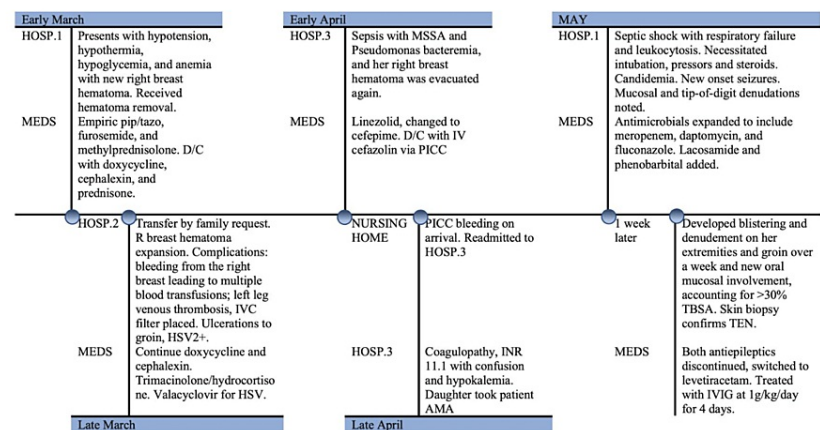 Early March
HOSP.1
Presents with hypotension,
hypothermia,
hypoglycemia, and anemia
with new right breast
hematoma. Received
hematoma removal.
MEDS
Empiric pip/tazo,
furosemide, and
methylprednisolone. D/C
with doxycycline,
cephalexin, and
prednisone.
Early April
HOSP.3
Sepsis with MSSA and
Pseudomonas bacteremia,
and her right breast
hematoma was evacuated
again.
MEDS
Linezolid, changed to
cefepime. D/C with IV
cefazolin via PICC
MAY
HOSP.1
Septic shock with respiratory failure
and leukocytosis. Necessitated
intubation, pressors and steroids.
Candidemia. New onset seizures.
Mucosal and tip-of-digit denudations
noted.
MEDS
Antimicrobials expanded to include
meropenem, daptomycin, and
fluconazole. Lacosamide and
phenobarbital added.
HOSP.2
Transfer by family request.
R breast hematoma
expansion. Complications:
bleeding from the right
breast leading to multiple
blood transfusions; left leg
venous thrombosis, IVC
filter placed. Ulcerations to
groin, HSV2+.
MEDS
Continue doxycycline and
cephalexin.
Trimacinolone/hydrocortiso
ne. Valacyclovir for HSV.
Late March
NURSING
HOME
PICC bleeding on
arrival. Readmitted to
HOSP.3
HOSP.3
Coagulopathy, INR
11.1 with confusion
and hypokalemia.
Daughter took patient
AMA
Late April
1 week
later
Developed blistering and
denudement on her
extremities and groin over
a week and new oral
mucosal involvement,
accounting for >30%
TBSA. Skin biopsy
confirms TEN.
MEDS
Both antiepileptics
discontinued, switched to
levetiracetam. Treated
with IVIG at 1g/kg/day
for 4 days.